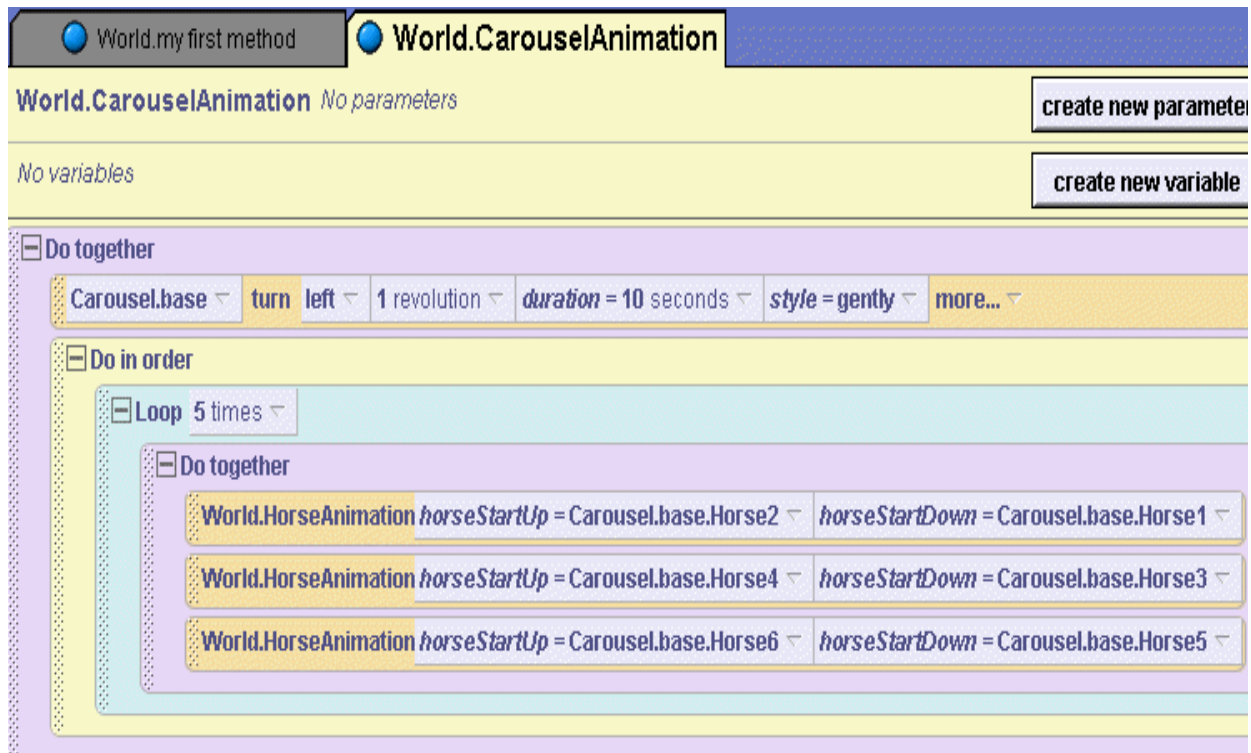 World.my first method World.CarouselAnimation
World.CarouselAnimation No parameters create new parameter
No variables create new variable
Do together
Carousel.base turn left 1 revolution duration = 10 seconds style = gently more...
Do in order
Loop 5 times
Do together
World.HorseAnimation horseStartUp = Carousel.base.Horse2 horseStartDown = Carousel.base.Horse1
World.HorseAnimation horseStartUp = Carousel.base.Horse4 horseStartDown = Carousel.base.Horse3
World.HorseAnimation horseStartUp = Carousel.base.Horse6 horseStartDown = Carousel.base.Horse5